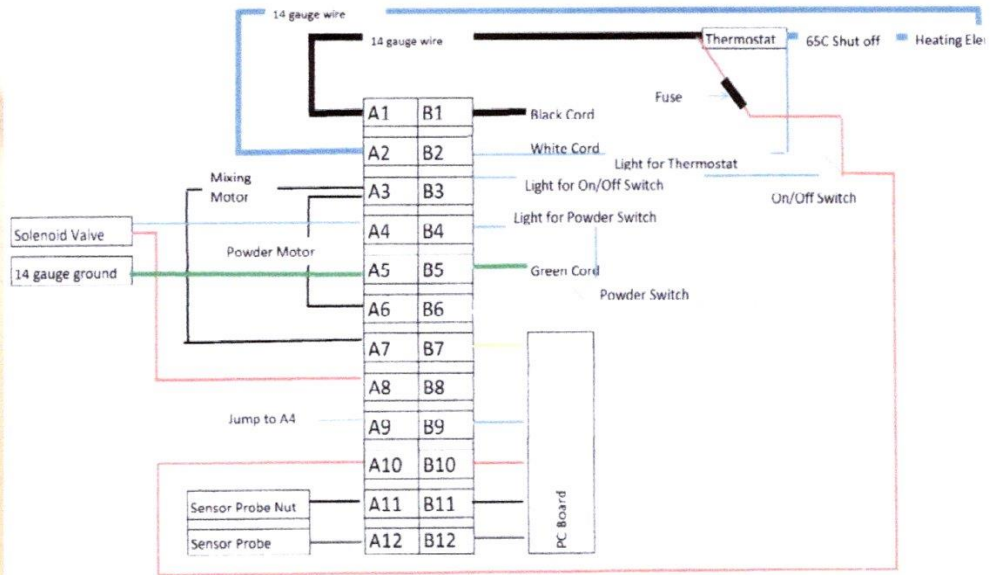 14 gauge wire
14 gauge wire
Thermostat
65C Shut off
Heating Ele
Fuse
A1 B1
Black Cord
A2 B2
White Cord
Light for Thermostat
Mixing
Motor
A3 B3
Light for On/Off Switch
On/Off Switch
Solenoid Valve
A4 B4
Light for Powder Switch
Powder Motor
14 gauge ground
A5 B5
Green Cord
Powder Switch
A6 B6
A7 B7
A8 B8
Jump to A4
A9 B9
A10 B10
Sensor Probe Nut
A11 B11
Sensor Probe
A12 B12
PC Board